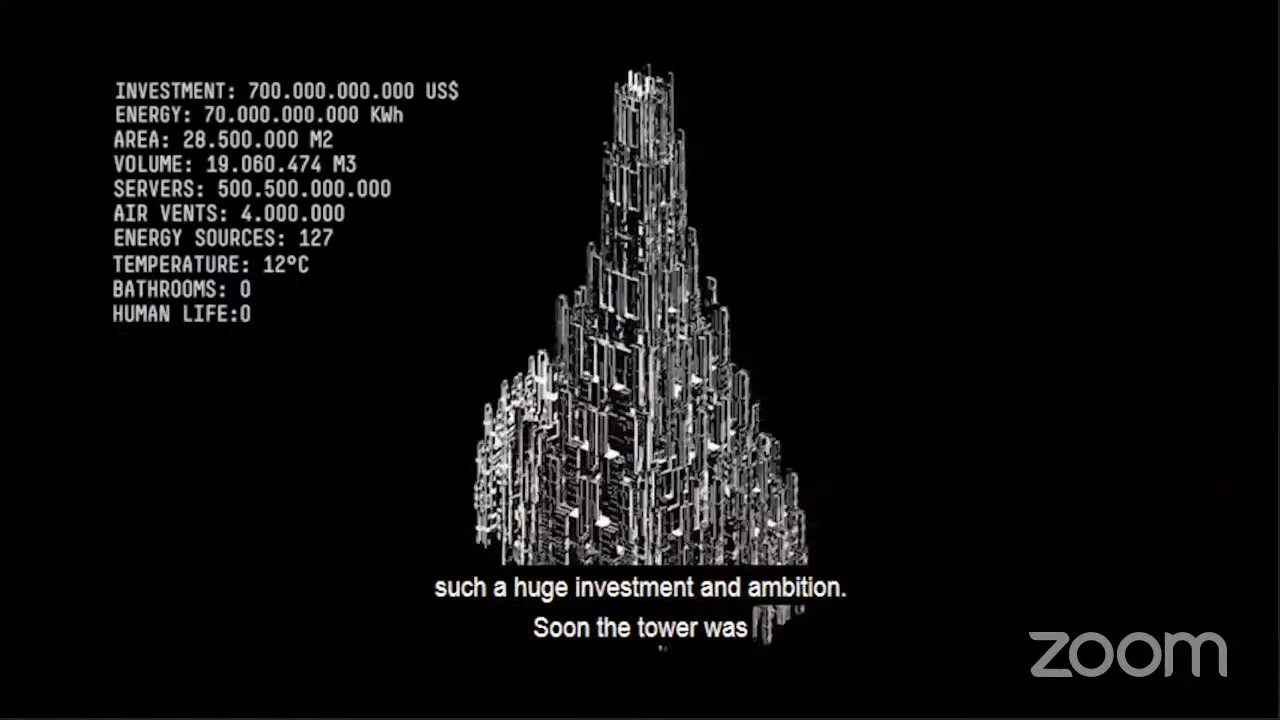 INVESTMENT: 700.000.000.000 US$
ENERGY: 70.000.000.000 KWh
AREA: 28.500.000 M2
VOLUME: 19.060.474 M3
SERVERS: 500.500.000.000
AIR VENTS: 4.000.000
ENERGY SOURCES: 127
TEMPERATURE: 12°C
BATHROOMS: 0
HUMAN LIFE:0
such a huge investment and ambition.
Soon the tower was
zoom